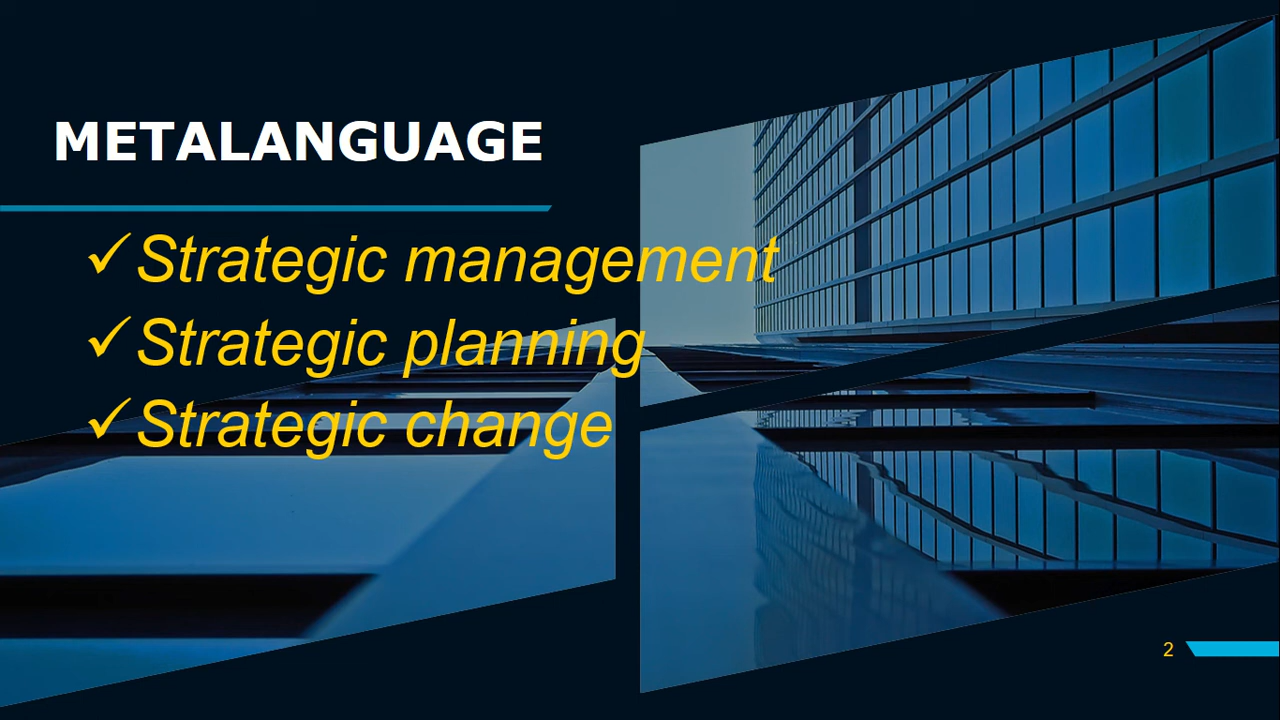 METALANGUAGE
✓Strategic management
✓Strategic planning
✓Strategic change
2